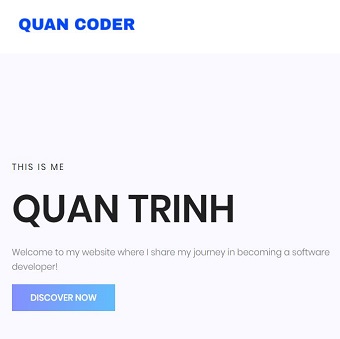 QUAN CODER
THIS IS ME
QUAN TRINH
Welcome to my website where I share my journey in becoming a software
developer!
DISCOVER NOW